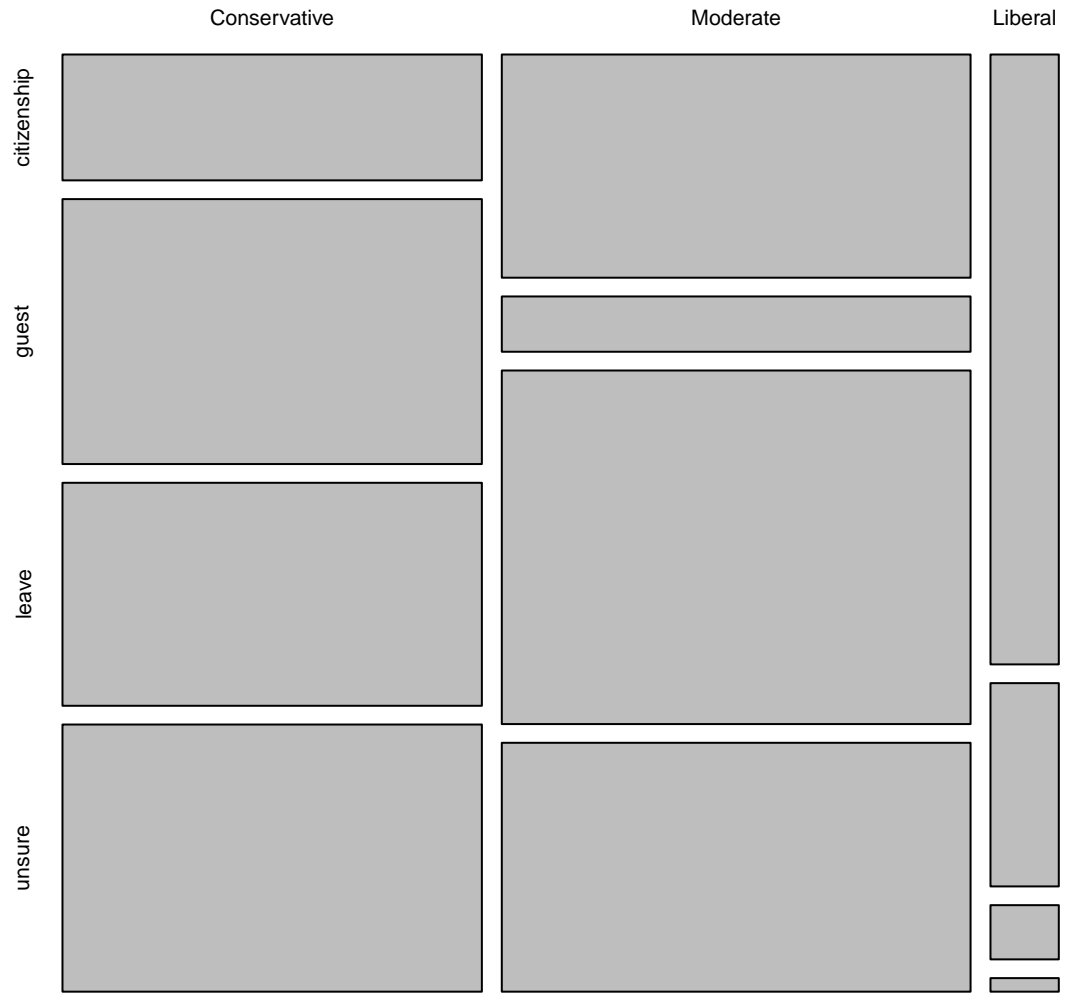 Conservative Moderate Liberal
citizenship
guest
leave
unsure